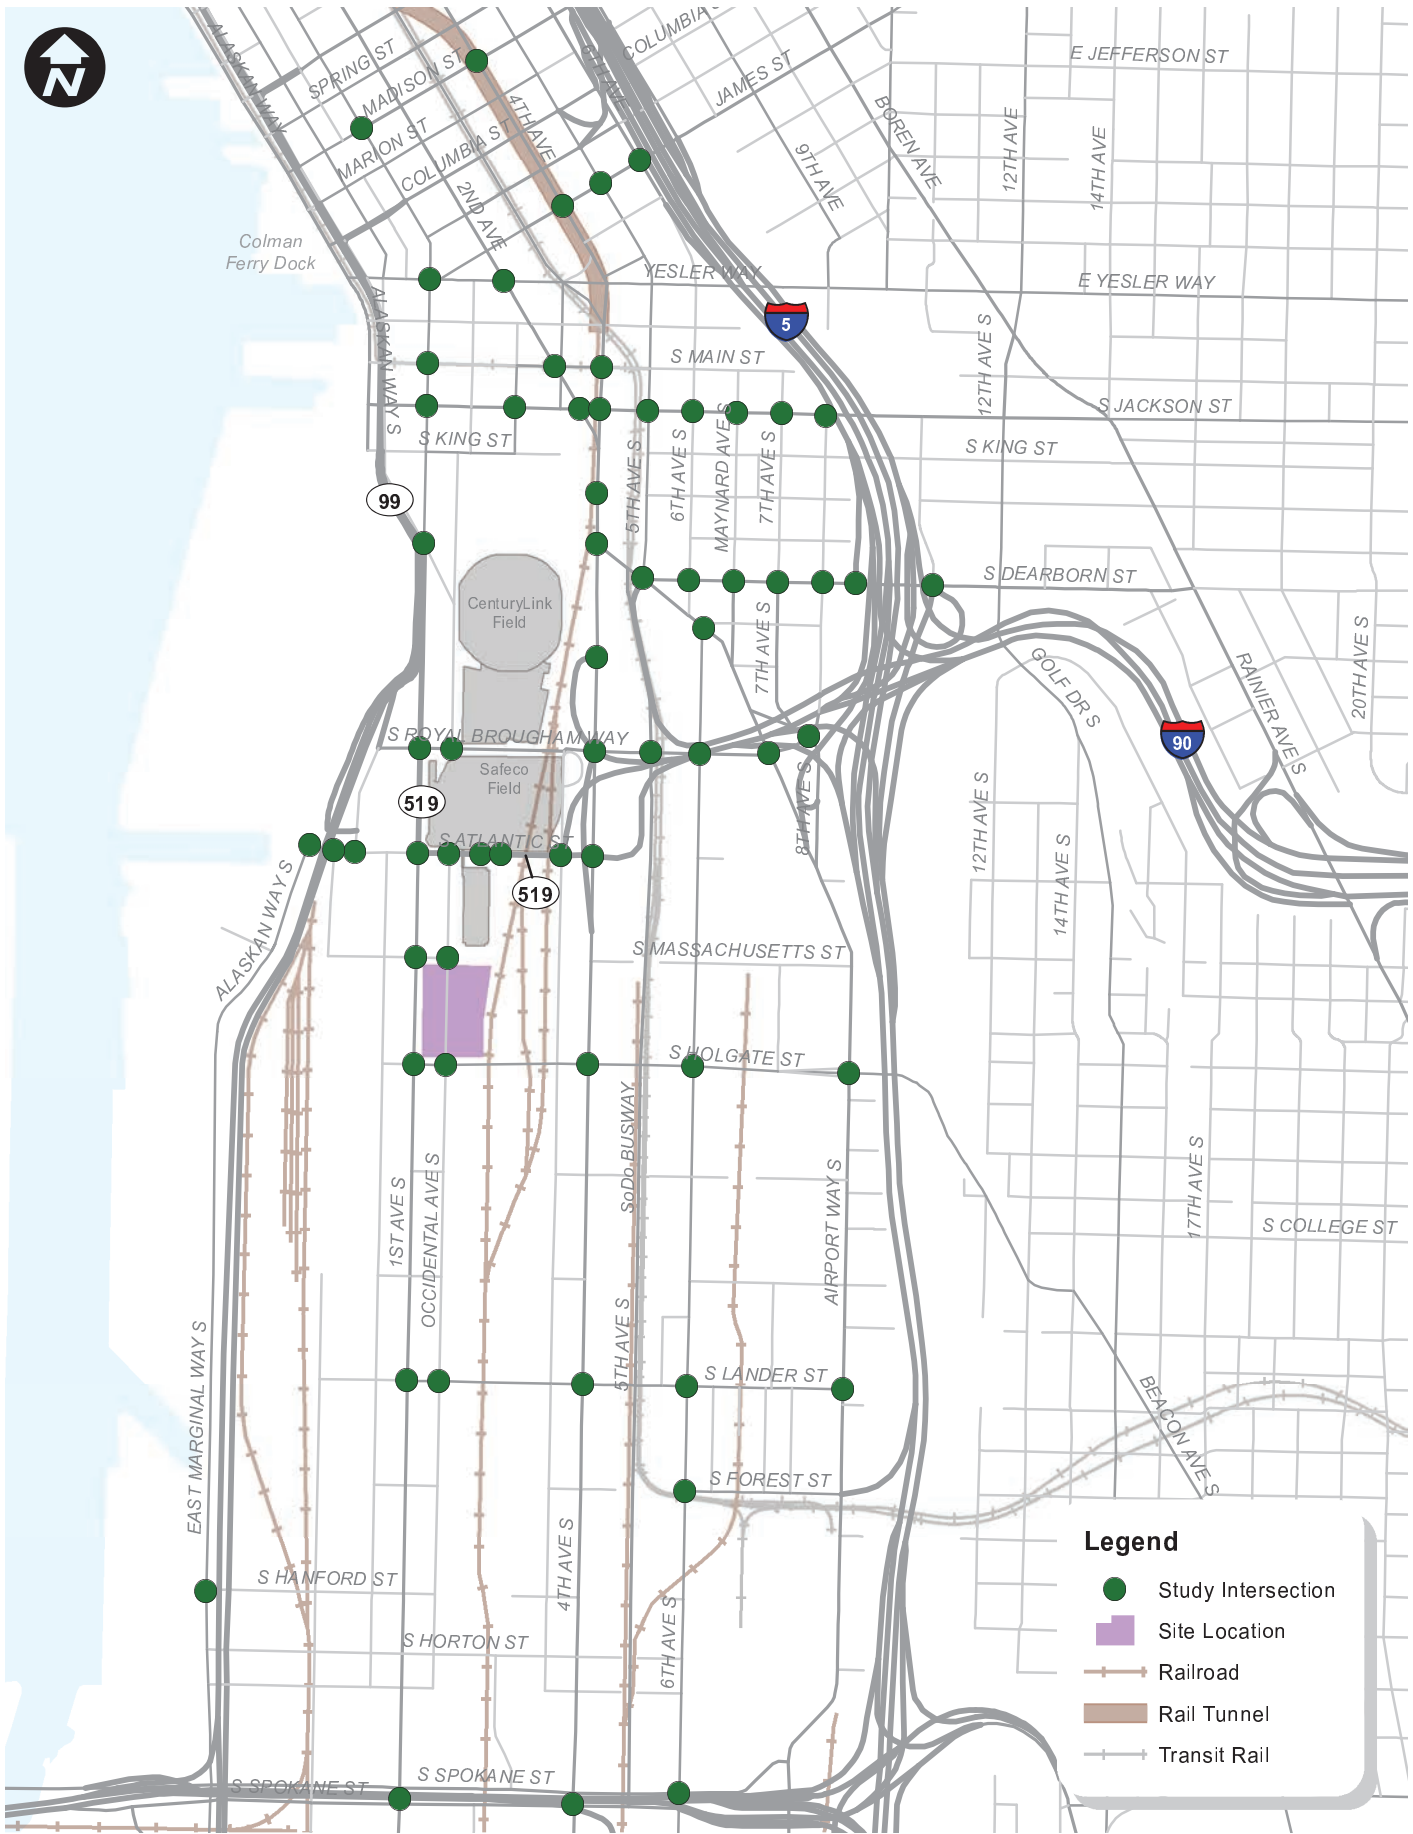 N
ALASKAN WAY
SPRING ST
MADISON ST
MARION ST
COLUMBIA ST
4TH AVE
6TH AVE
COLUMBIA
JAMES ST
2ND AVE
9TH AVE
BOREN AVE
12TH AVE
14TH AVE
E JEFFERSON ST
Colman
Ferry Dock
YESLER WAY
E YESLER WAY
5
ALASKAN WAY S
S MAIN ST
12TH AVE S
S JACKSON ST
S KING ST
S KING ST
5TH AVE S
6TH AVE S
MAYNARD AVE S
7TH AVE S
99
S DEARBORN ST
CenturyLink
Field
7TH AVE S
GOLF DR S
RAINIER AVE S
20TH AVE S
S ROYAL BROUGHAM WAY
90
Safeco
Field
519
8TH AVE S
12TH AVE S
14TH AVE S
S ATLANTIC ST
519
ALASKAN WAY S
S MASSACHUSETTS ST
S HOLGATE ST
SoDo BUSWAY
1ST AVE S
OCCIDENTAL AVE S
AIRPORT WAY S
17TH AVE S
S COLLEGE ST
EAST MARGINAL WAY S
5TH AVE S
S LANDER ST
BEACON AVE S
S FOREST ST
4TH AVE S
S HANFORD ST
6TH AVE S
S HORTON ST
S SPOKANE ST
S SPOKANE ST
Legend
Study Intersection
Site Location
Railroad
Rail Tunnel
Transit Rail